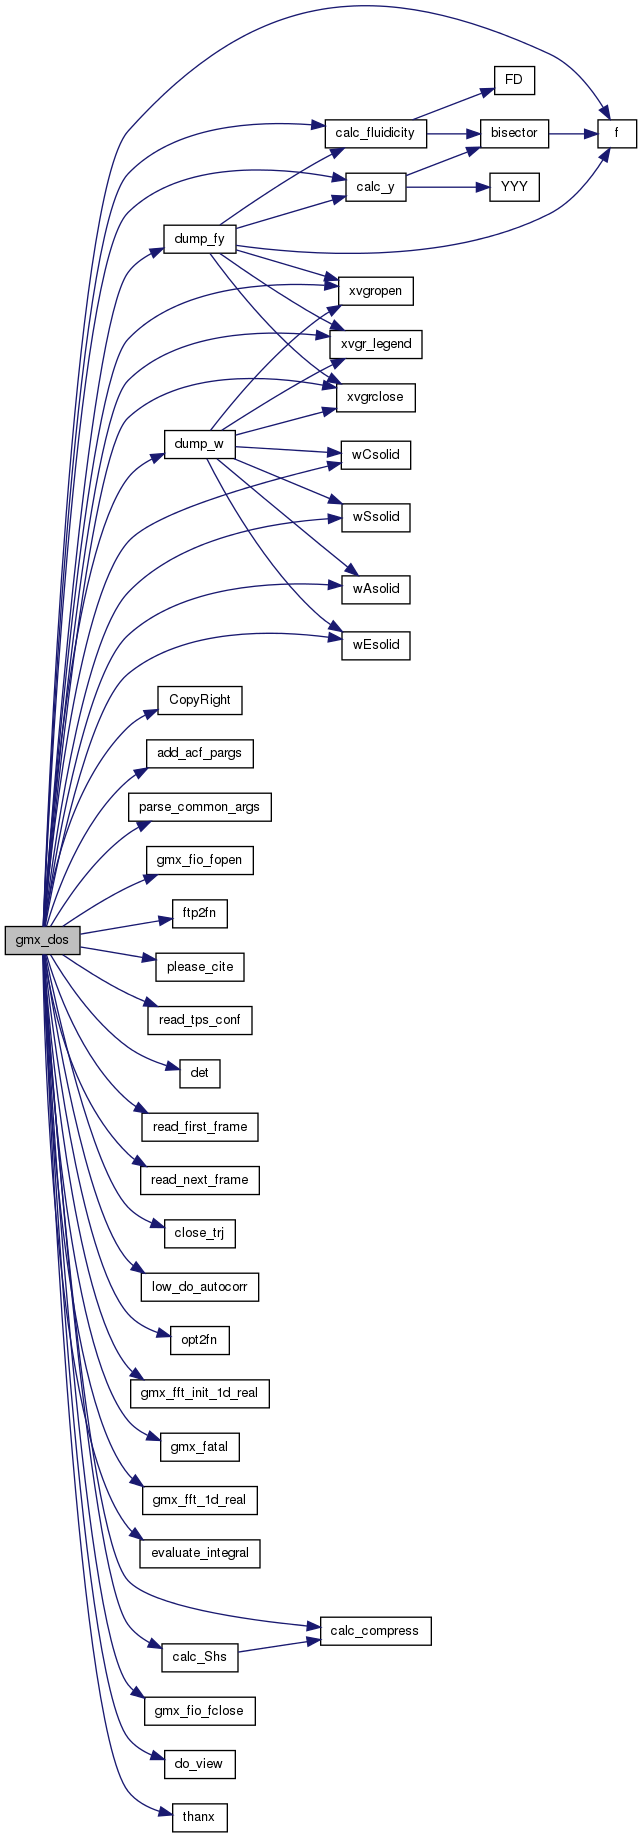 FD
calc_fluidicity
bisector
f
calc_y
YYY
dump_fy
xvgropen
xvgr_legend
xvgrclose
dump_w
wCsolid
wSsolid
wAsolid
wEsolid
CopyRight
add_acf_pargs
parse_common_args
gmx_fio_fopen
ftp2fn
gmx_dos
please_cite
read_tps_conf
det
read_first_frame
read_next_frame
close_trj
low_do_autocorr
opt2fn
gmx_fft_init_1d_real
gmx_fatal
gmx_fft_1d_real
evaluate_integral
calc_compress
calc_Shs
gmx_fio_fclose
do_view
thanx